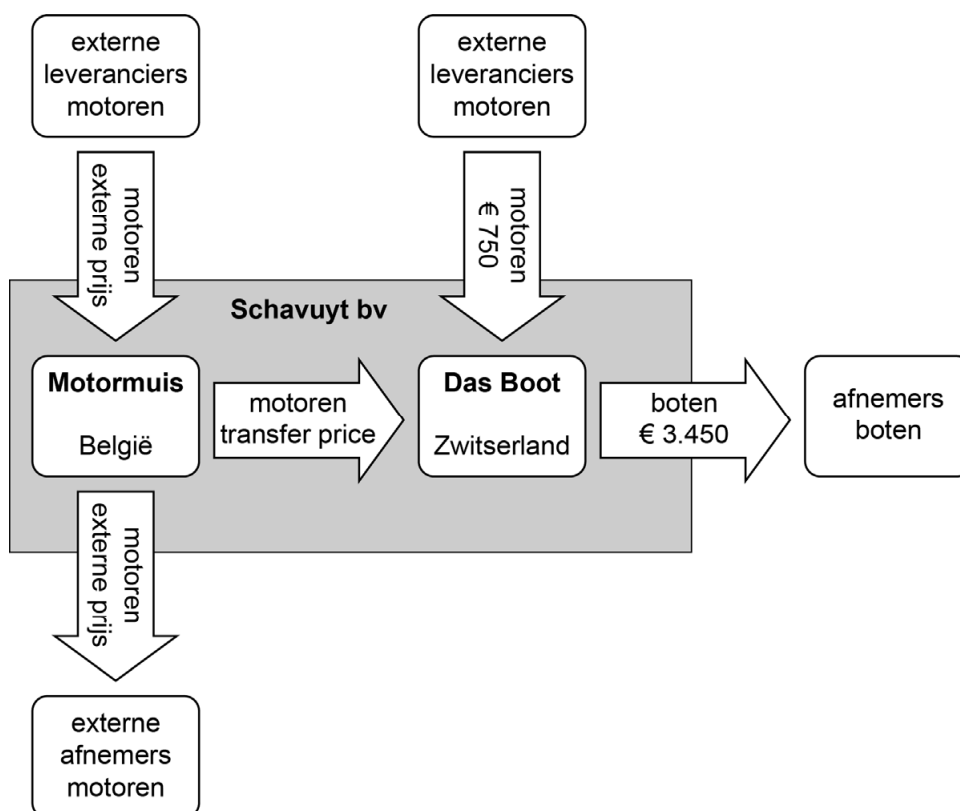 externe
leveranciers
motoren
externe
leveranciers
motoren
motoren
externe prijs
motoren
€ 750
Schavuyt bv
Motormuis
België
motoren
transfer price
Das Boot
Zwitserland
boten
€ 3.450
afnemers
boten
motoren
externe prijs
externe
afnemers
motoren